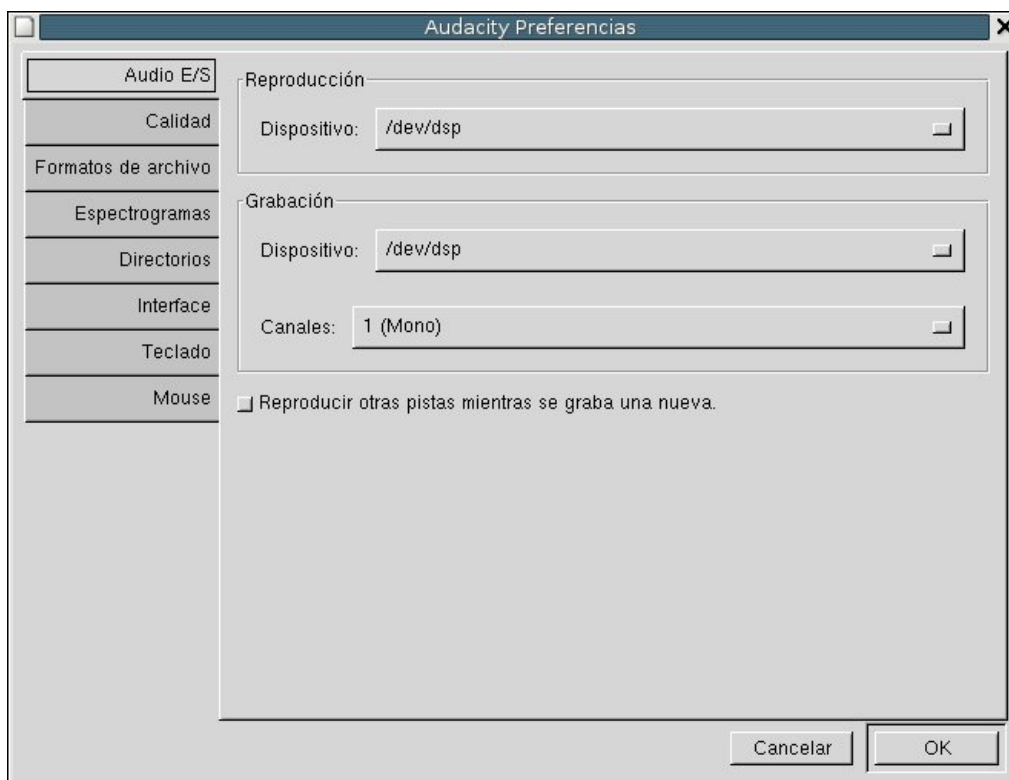 Audacity Preferencias
Audio E/S
Calidad
Formatos de archivo
Espectrogramas
Directorios
Interface
Teclado
Mouse
Reproducción
Dispositivo: /dev/dsp
Grabación
Dispositivo: /dev/dsp
Canales: 1 (Mono)
Reproducir otras pistas mientras se graba una nueva.
Cancelar OK